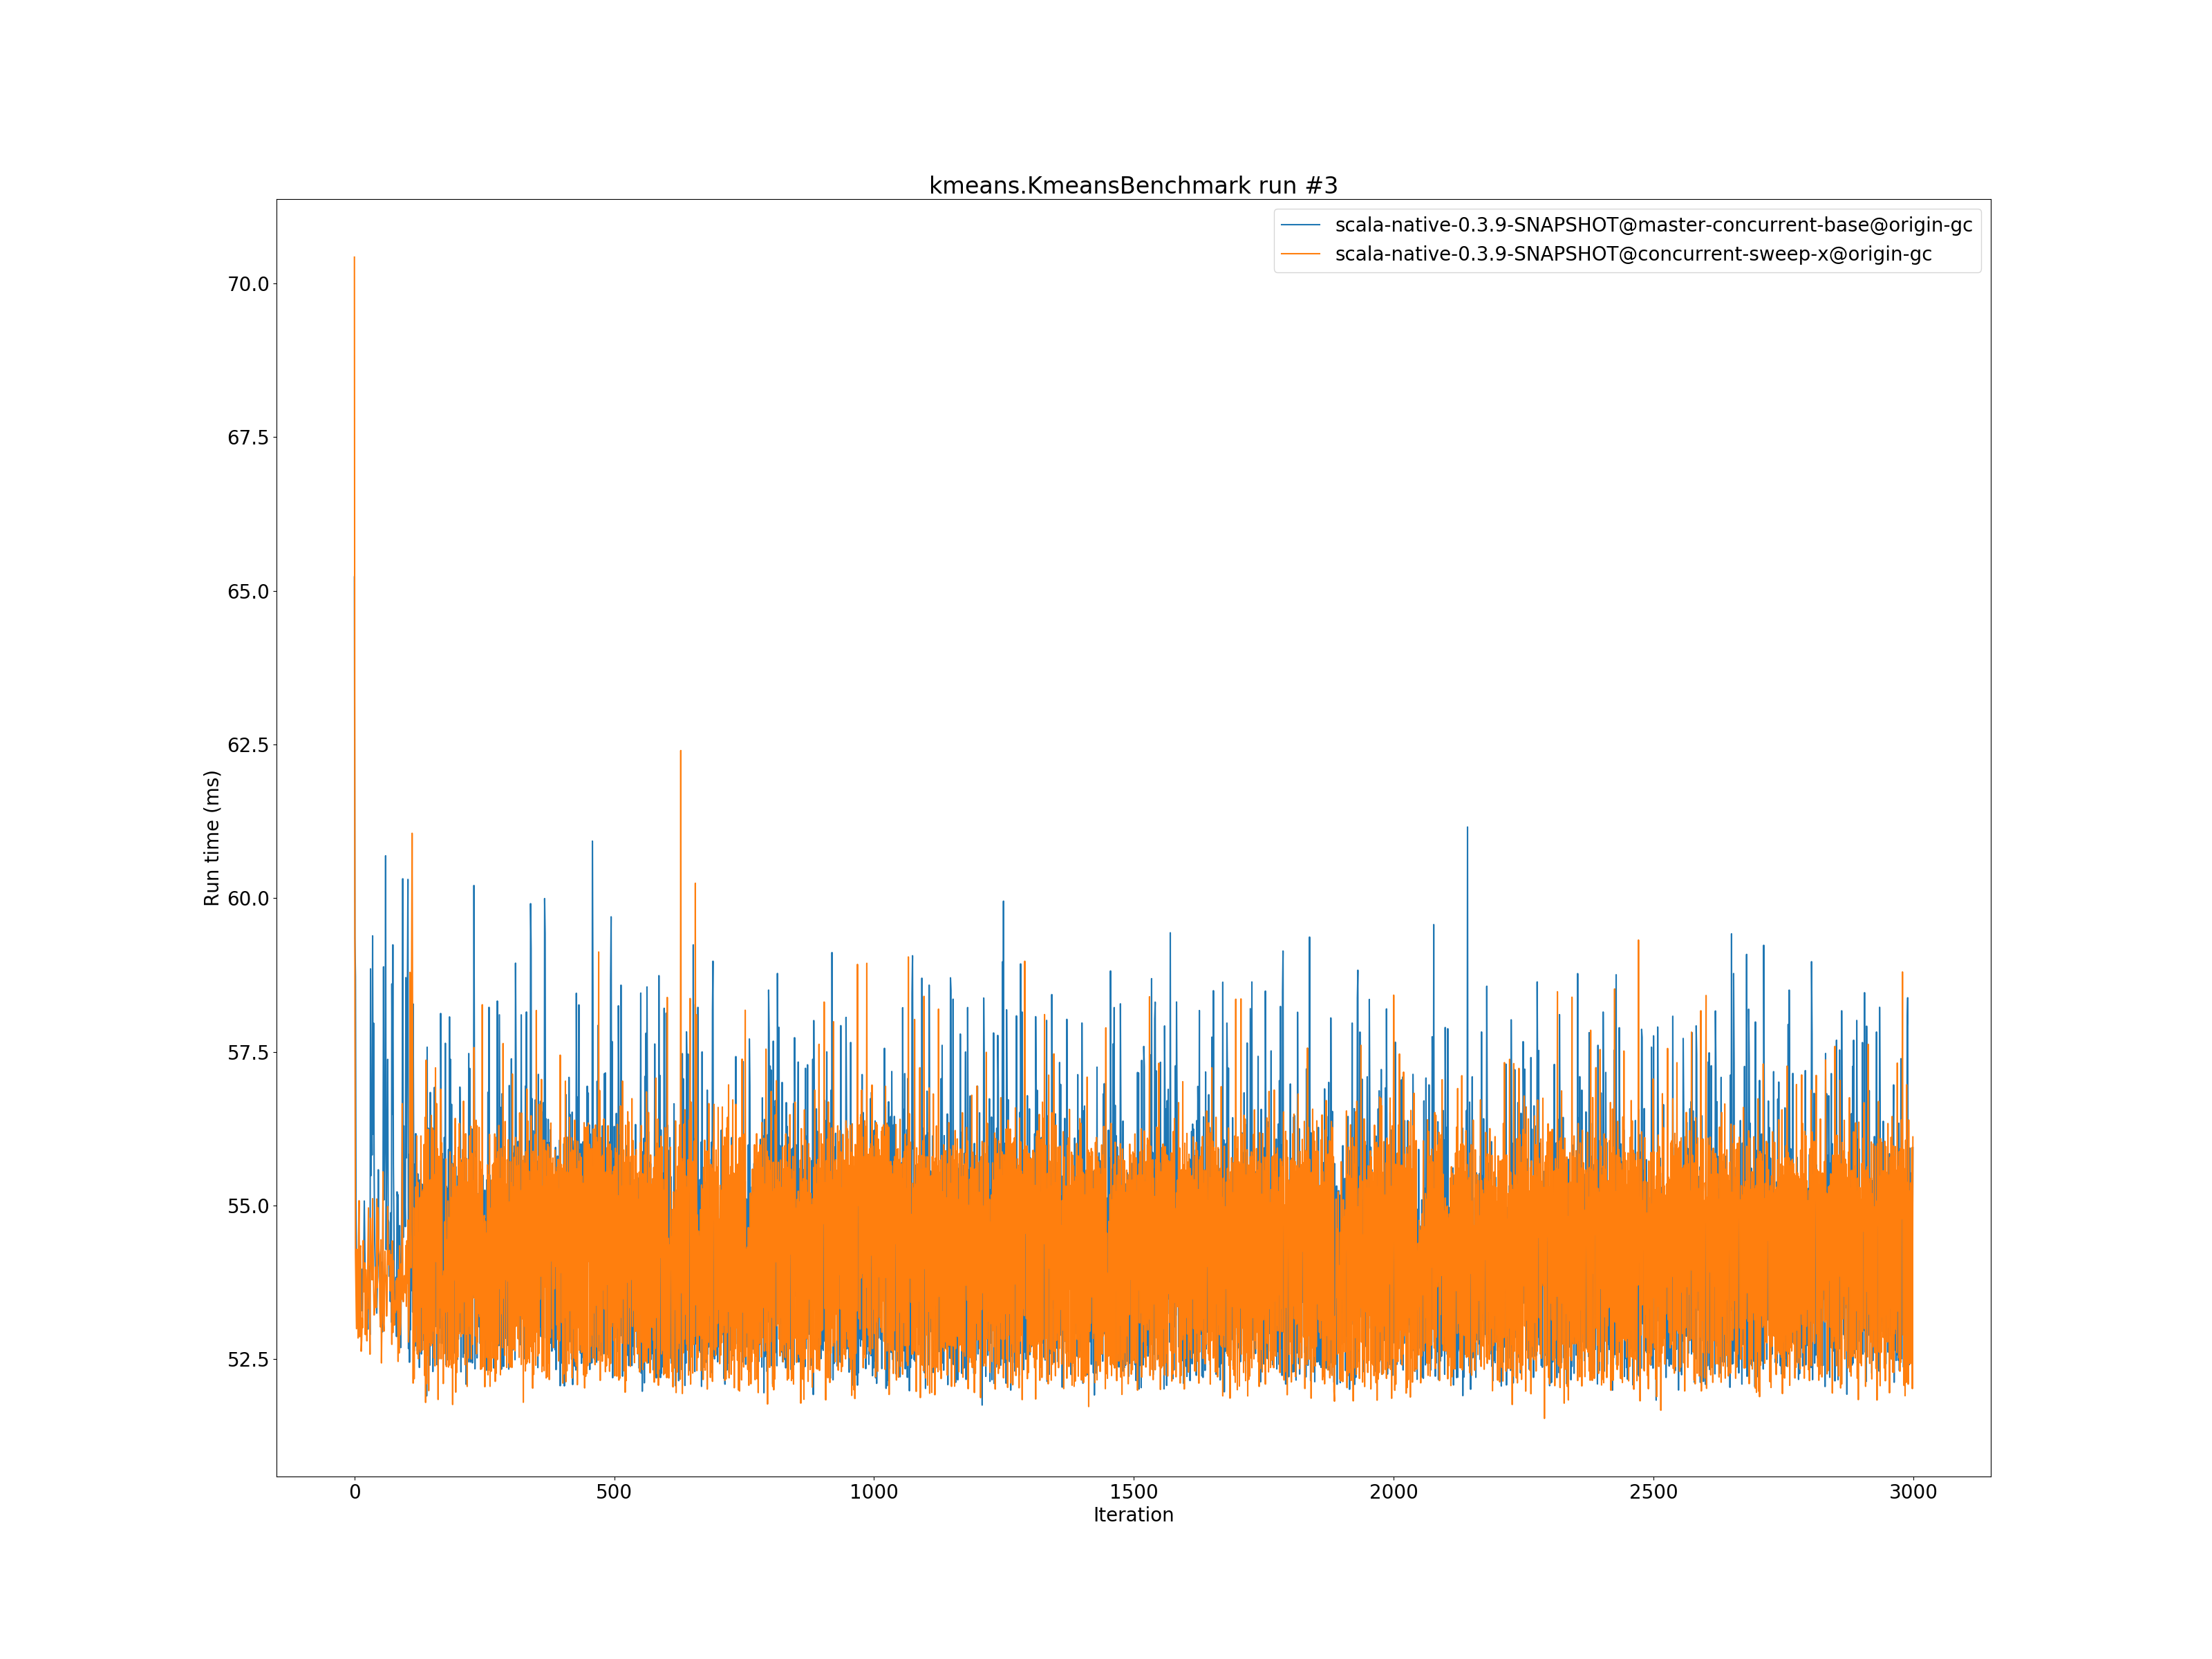 kmeans.KmeansBenchmark run #3
scala-native-0.3.9-SNAPSHOT@master-concurrent-base@origin-gc
scala-native-0.3.9-SNAPSHOT@concurrent-sweep-x@origin-gc
Run time (ms)
70.0
67.5
65.0
62.5
60.0
57.5
55.0
52.5
0 500 1000 1500 2000 2500 3000
Iteration